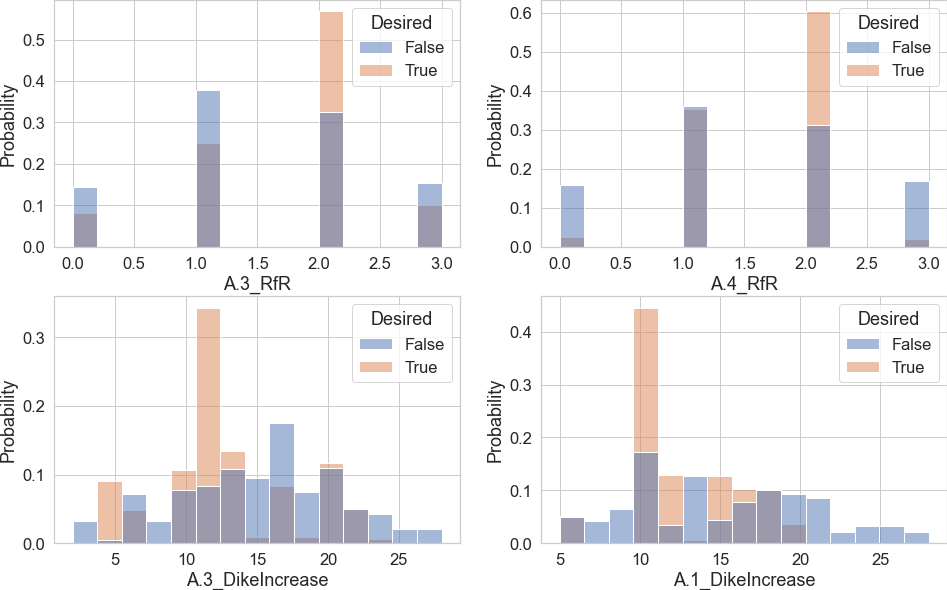 Desired
False
True
0.5
0.4
0.3
0.2
0.1
0.0
Probability
0.0 0.5 1.0 1.5 2.0 2.5 3.0
A.3_RfR
Desired
False
True
0.6
0.5
0.4
0.3
0.2
0.1
0.0
Probability
0.0 0.5 1.0 1.5 2.0 2.5 3.0
A.4_RfR
Desired
False
True
0.3
0.2
0.1
0.0
Probability
5 10 15 20 25
A.3_DikeIncrease
Desired
False
True
0.4
0.3
0.2
0.1
0.0
Probability
5 10 15 20 25
A.1_DikeIncrease